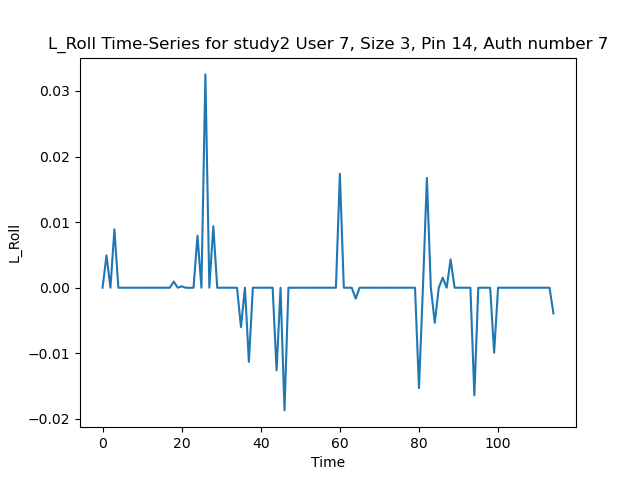 L_Roll Time-Series for study2 User 7, Size 3, Pin 14, Auth number 7
0.03
0.02
0.01
0.00
−0.01
−0.02
L_Roll
0 20 40 60 80 100
Time